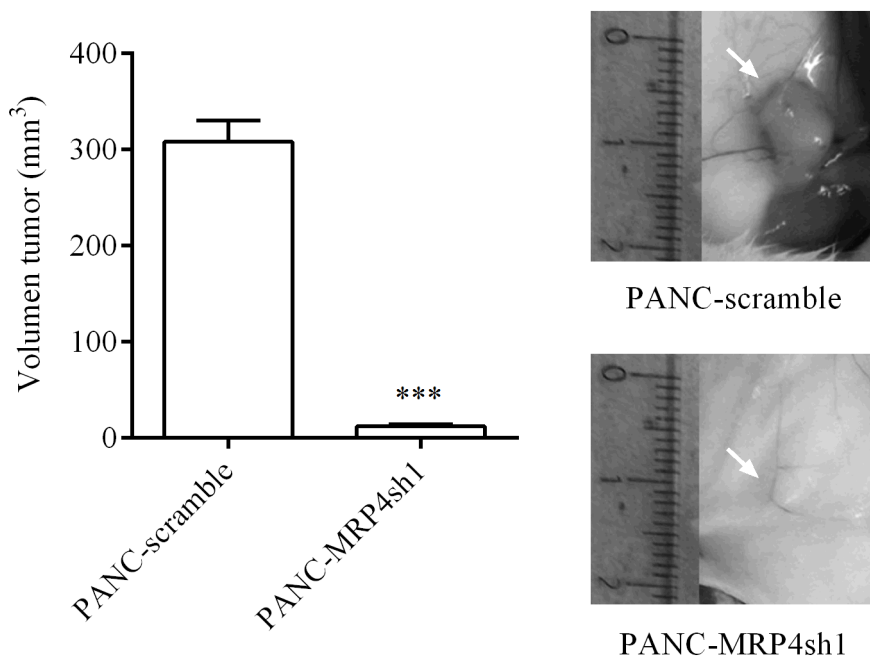 Volumen tumor (mm³)
400
300
200
100
0
***
PANC-scramble
PANC-MRP4sh1
0
1
2
PANC-scramble
0
1
2
PANC-MRP4sh1